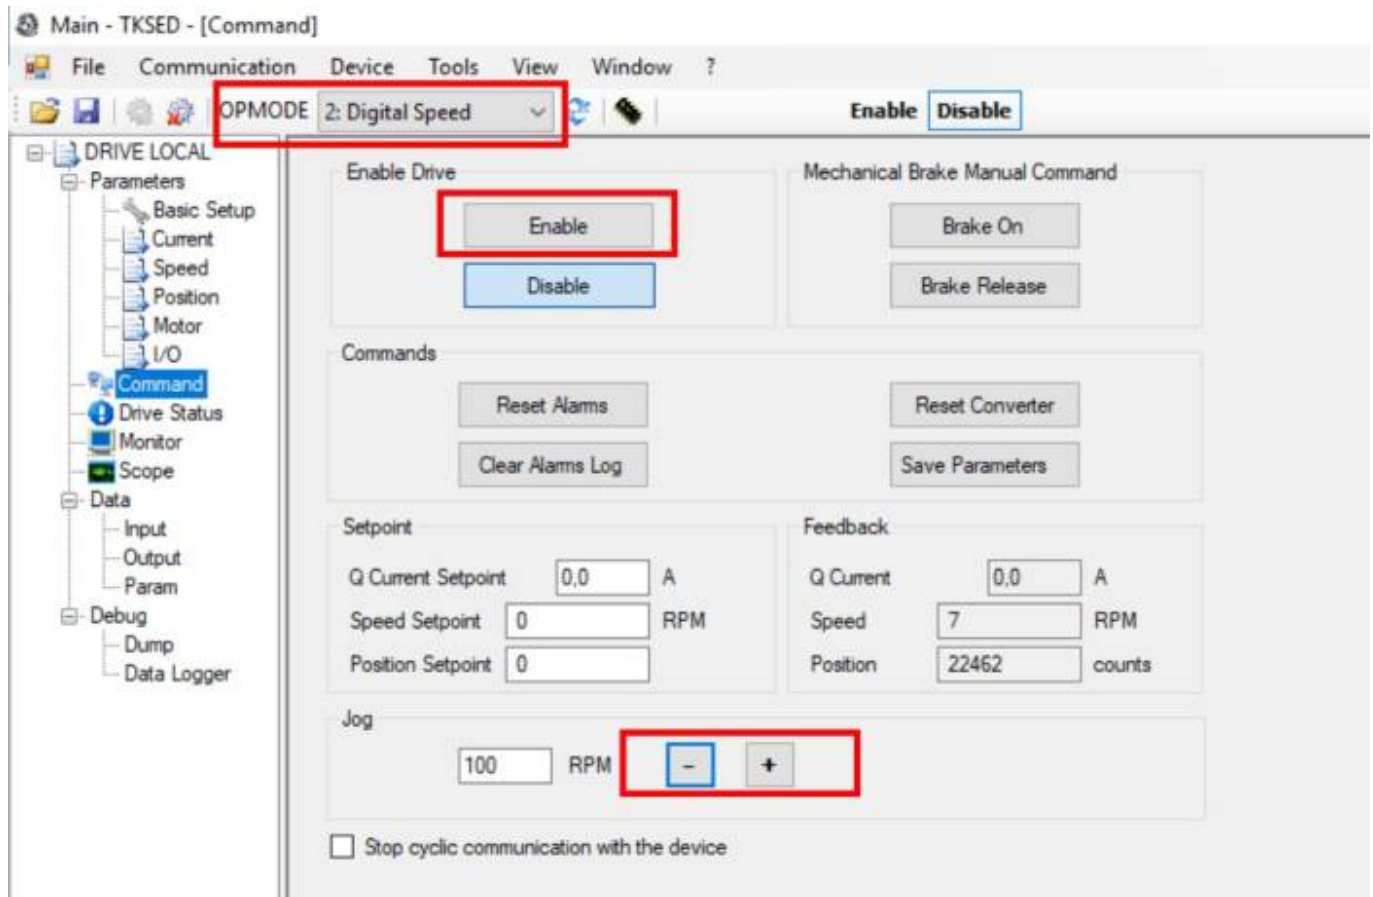 Main - TKSED - [Command]
File Communication Device Tools View Window ?
OPMODE 2: Digital Speed Enable Disable
DRIVE LOCAL
Parameters
Basic Setup
Current
Speed
Position
Motor
I/O
Command
Drive Status
Monitor
Scope
Data
Input
Output
Param
Debug
Dump
Data Logger
Enable Drive
Enable
Disable
Mechanical Brake Manual Command
Brake On
Brake Release
Commands
Reset Alarms Reset Converter
Clear Alarms Log Save Parameters
Setpoint
Q Current Setpoint 0,0 A
Speed Setpoint 0 RPM
Position Setpoint 0
Feedback
Q Current 0,0 A
Speed 7 RPM
Position 22462 counts
Jog
100 RPM - +
Stop cyclic communication with the device